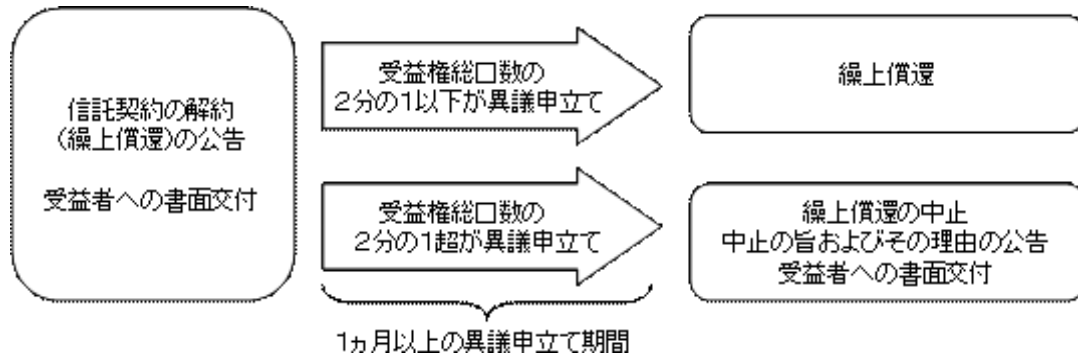 信託契約の解約
(繰上償還)の公告
受益者への書面交付
受益権総口数の
2分の1以下が異議申立て
繰上償還
受益権総口数の
2分の1超が異議申立て
繰上償還の中止
中止の旨およびその理由の公告
受益者への書面交付
1ヵ月以上の異議申立て期間